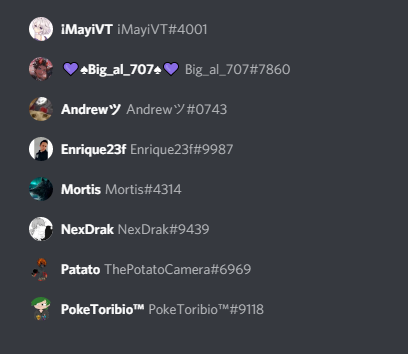 iMayiVT iMayiVT#4001
💜♠Big_al_707♠💜 Big_al_707#7860
Andrewツ Andrewツ#0743
Enrique23f Enrique23f#9987
Mortis Mortis#4314
NexDrak NexDrak#9439
Patato ThePotatoCamera#6969
PokeToribio™ PokeToribio™#9118